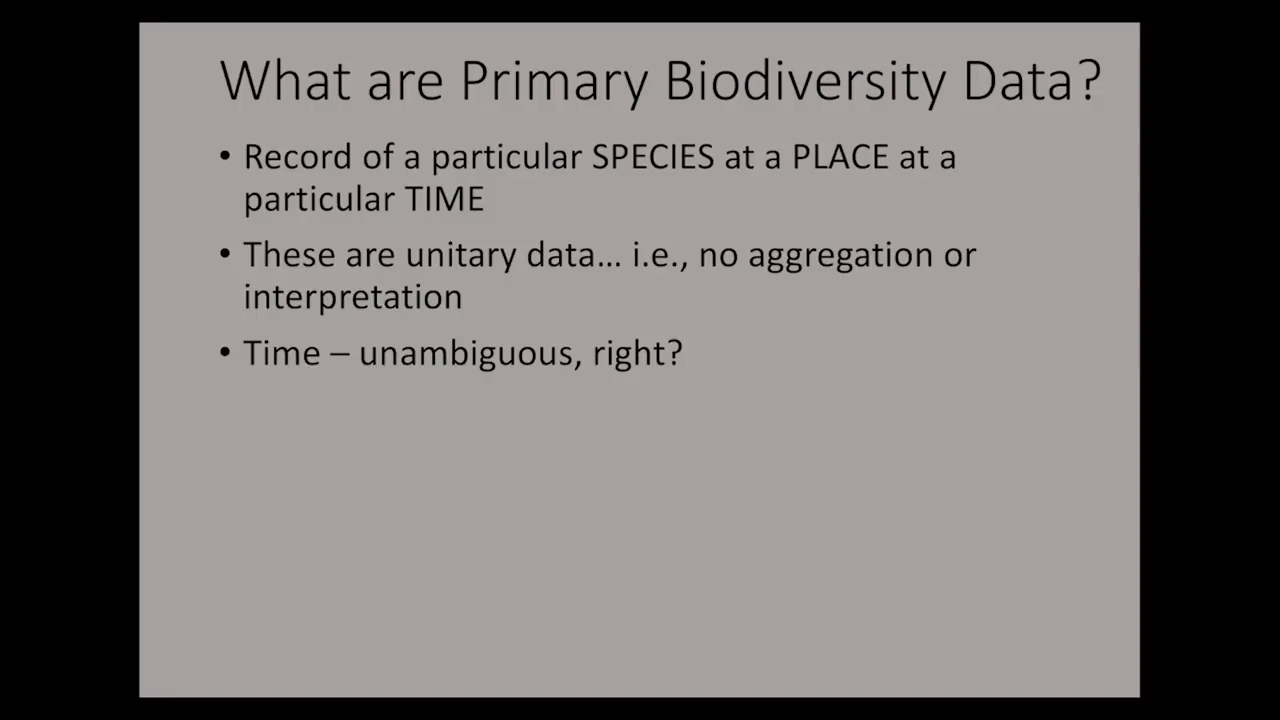 What are Primary Biodiversity Data?
• Record of a particular SPECIES at a PLACE at a
particular TIME
• These are unitary data... i.e., no aggregation or
interpretation
• Time – unambiguous, right?